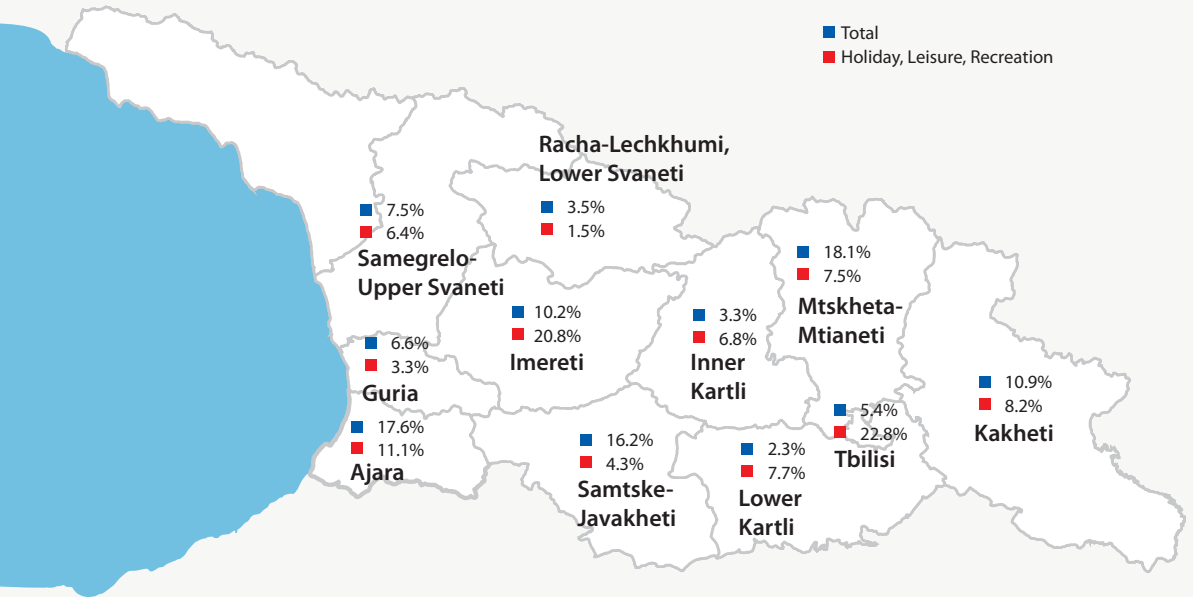 Total
Holiday, Leisure, Recreation
Racha-Lechkhumi,
Lower Svaneti
3.5%
1.5%
7.5%
6.4%
Samegrelo-
Upper Svaneti
18.1%
7.5%
Mtskheta-
Mtianeti
10.2%
20.8%
Imereti
3.3%
6.8%
Inner
Kartli
6.6%
3.3%
Guria
10.9%
8.2%
Kakheti
5.4%
22.8%
Tbilisi
17.6%
11.1%
Ajara
16.2%
4.3%
Samtske-
Javakheti
2.3%
7.7%
Lower
Kartli